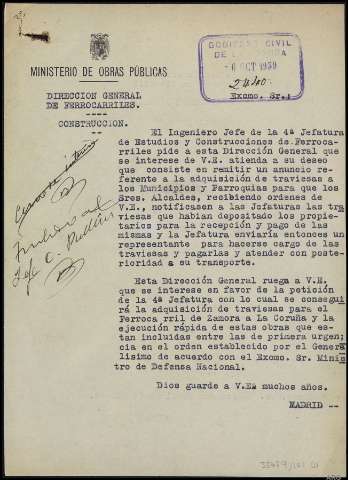 MINISTERIO DE OBRAS PÚBLICAS
DIRECCION GENERAL
DE FERROCARRILES.
----
CONSTRUCCION.
----
GOBIERNO CIVIL
6 OCT 1939
Excmo. Sr.:
El Ingeniero Jefe de la 4ª Jefatura
de Estudios y Construcciones de Ferroca-
rriles pide a esta Dirección General que
se interese de V.E. atienda a su deseo
que consiste en remitir un anuncio re-
ferente a la adquisición de traviesas a
los Municipios y Parroquias para que los
Sres. Alcaldes, recibiendo ordenes de
V.E., notificasen a las Jefaturas las tra
viesas que habían depositado los propie-
tarios para la recepción y pago de las
mismas y la Jefatura enviaría entonces un
representante para hacerse cargo de las
traviesas y pagarlas y atender con pos-
terioridad a su transporte.
Esta Dirección General ruega a V.E.
que se interese en favor de la petición
de la 4ª Jefatura con lo cual se consegui
rá la adquisición de traviesas para el
Ferroca rril de Zamora a La Coruña y la
ejecución rápida de estas obras que es-
tan incluidas entre las de primera urgen;
cia en el orden establecido por el Genera
lísimo de acuerdo con el Excmo. Sr. Minin
tro de Defensa Nacional.
Dios guarde a V.Eª muchos años.
MADRID --